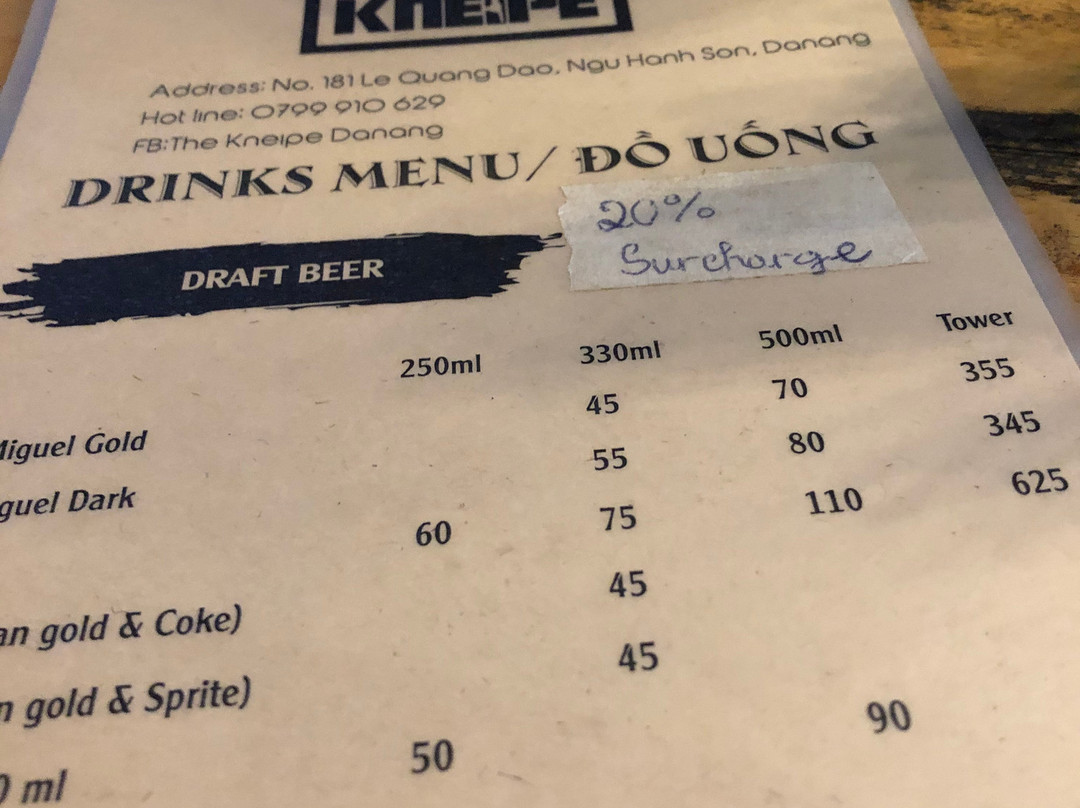 KNEIPE
Address: No. 181 Le Quang Dao, Ngu Hanh Son, Danang
Hot line: 0799 910 629
FB:The Kneipe Danang
DRINKS MENU/ ĐỒ UỐNG
20%
Surcharge
DRAFT BEER
250ml 330ml 500ml Tower
45 70 355
Miguel Gold 55 80 345
guel Dark 60 75 110 625
45
an gold & Coke) 45
n gold & Sprite) 90
0 ml 50